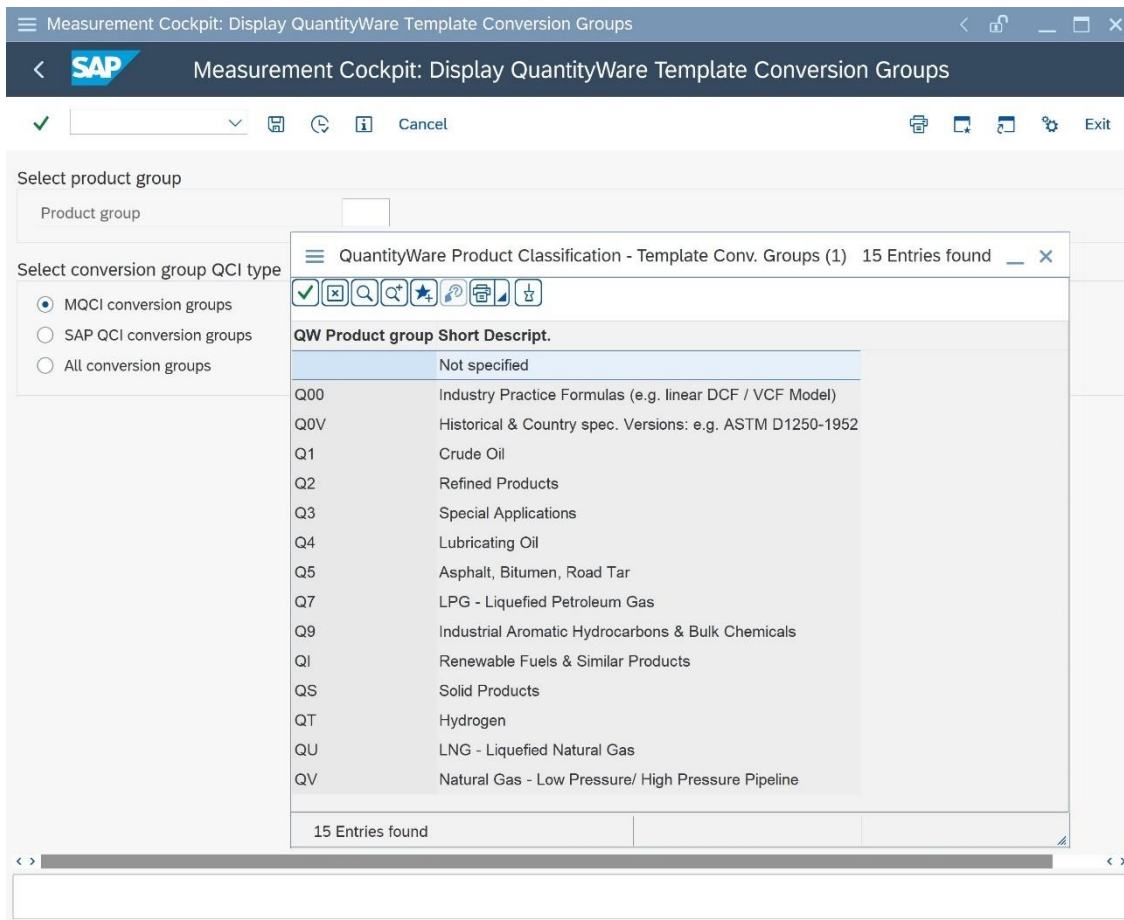 Measurement Cockpit: Display QuantityWare Template Conversion Groups
SAP Measurement Cockpit: Display QuantityWare Template Conversion Groups
Cancel Exit
Select product group
Product group
QuantityWare Product Classification - Template Conv. Groups (1) 15 Entries found
Select conversion group QCI type
MQCI conversion groups
SAP QCI conversion groups
All conversion groups
QW Product group Short Descript.
Not specified
Q00 Industry Practice Formulas (e.g. linear DCF / VCF Model)
Q0V Historical & Country spec. Versions: e.g. ASTM D1250-1952
Q1 Crude Oil
Q2 Refined Products
Q3 Special Applications
Q4 Lubricating Oil
Q5 Asphalt, Bitumen, Road Tar
Q7 LPG - Liquefied Petroleum Gas
Q9 Industrial Aromatic Hydrocarbons & Bulk Chemicals
QI Renewable Fuels & Similar Products
QS Solid Products
QT Hydrogen
QU LNG - Liquefied Natural Gas
QV Natural Gas - Low Pressure/ High Pressure Pipeline
15 Entries found